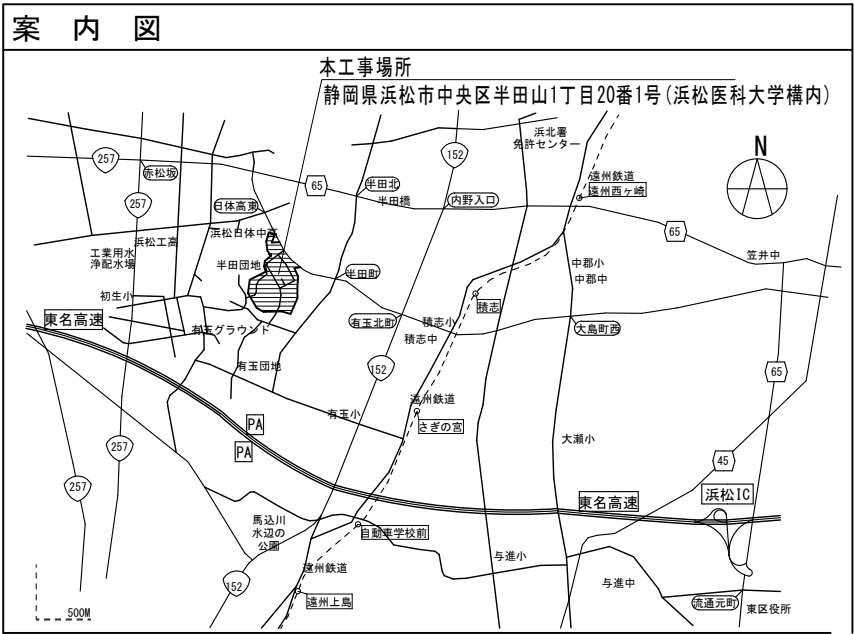 案内図
本工事場所
静岡県浜松市中央区半田山1丁目20番1号(浜松医科大学構内)
浜北署
免許センター
N
257
赤松坂
152
65
半田北
半田橋
内野入口
遠州鉄道
遠州西ヶ崎
257
日体高東
浜松日体中高
浜松工高
工業用水
浄配水場
65
笠井中
半田団地
半田町
中郡小
中郡中
初生小
積志
東名高速
有玉グラウンド
有玉北町
積志小
積志中
大島町西
有玉団地
152
65
遠州鉄道
有玉小
さぎの宮
PA
PA
大瀬小
257
45
257
浜松IC
東名高速
馬込川
水辺の
公園
自動車学校前
与進小
遠州鉄道
152
与進中
遠州上島
流通元町
東区役所
500M